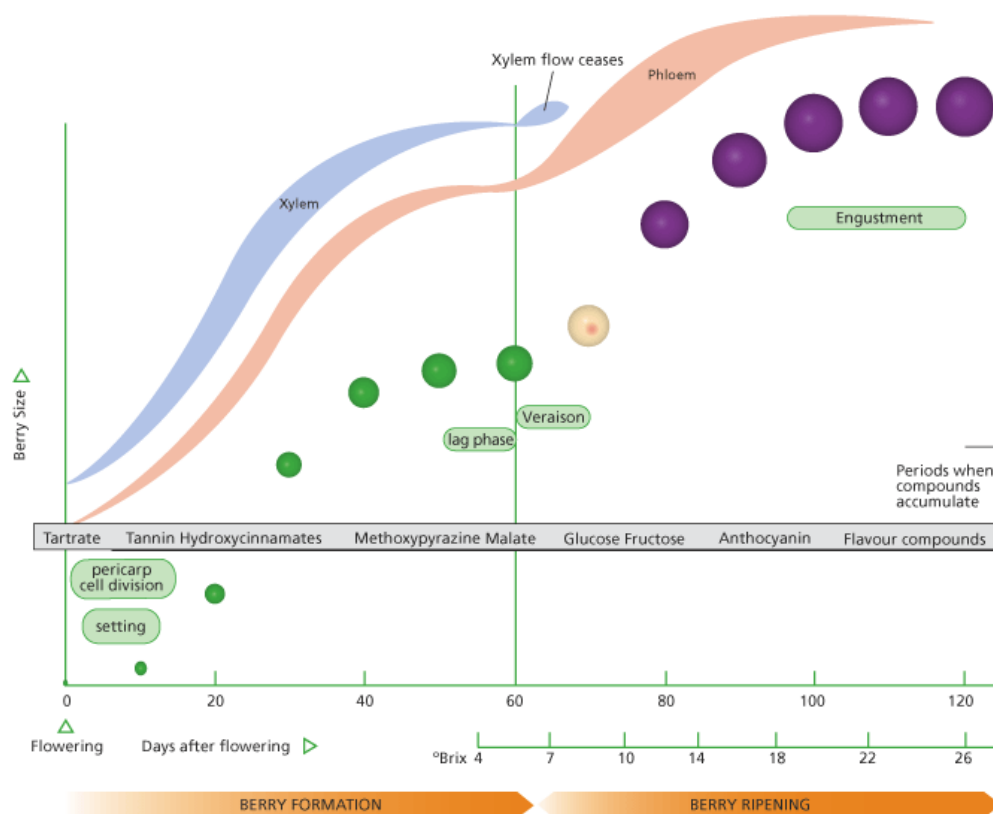 Xylem flow ceases
Phloem
Xylem
Engustment
Berry Size
Veraison
lag phase
Periods when
compounds
accumulate
Tartrate Tannin Hydroxycinnamates Methoxypyrazine Malate Glucose Fructose Anthocyanin Flavour compounds
pericarp
cell division
setting
0 20 40 60 80 100 120
Flowering
Days after flowering
ºBrix 4 7 10 14 18 22 26
BERRY FORMATION BERRY RIPENING